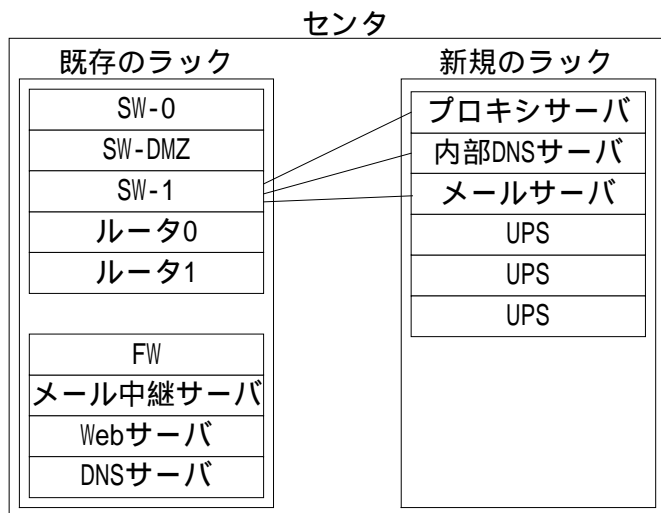 センタ
既存のラック
SW-0
SW-DMZ
SW-1
ルータ0
ルータ1
FW
メール中継サーバ
Webサーバ
DNSサーバ
新規のラック
プロキシサーバ
内部DNSサーバ
メールサーバ
UPS
UPS
UPS